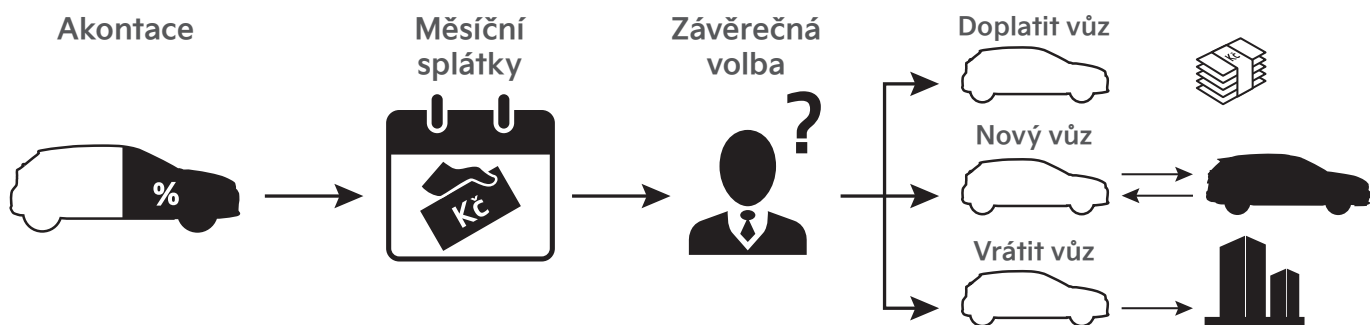 Akontace
%
Měsíční
splátky
Kč
Závěrečná
volba
?
Doplatit vůz
Kč
Nový vůz
Vrátit vůz